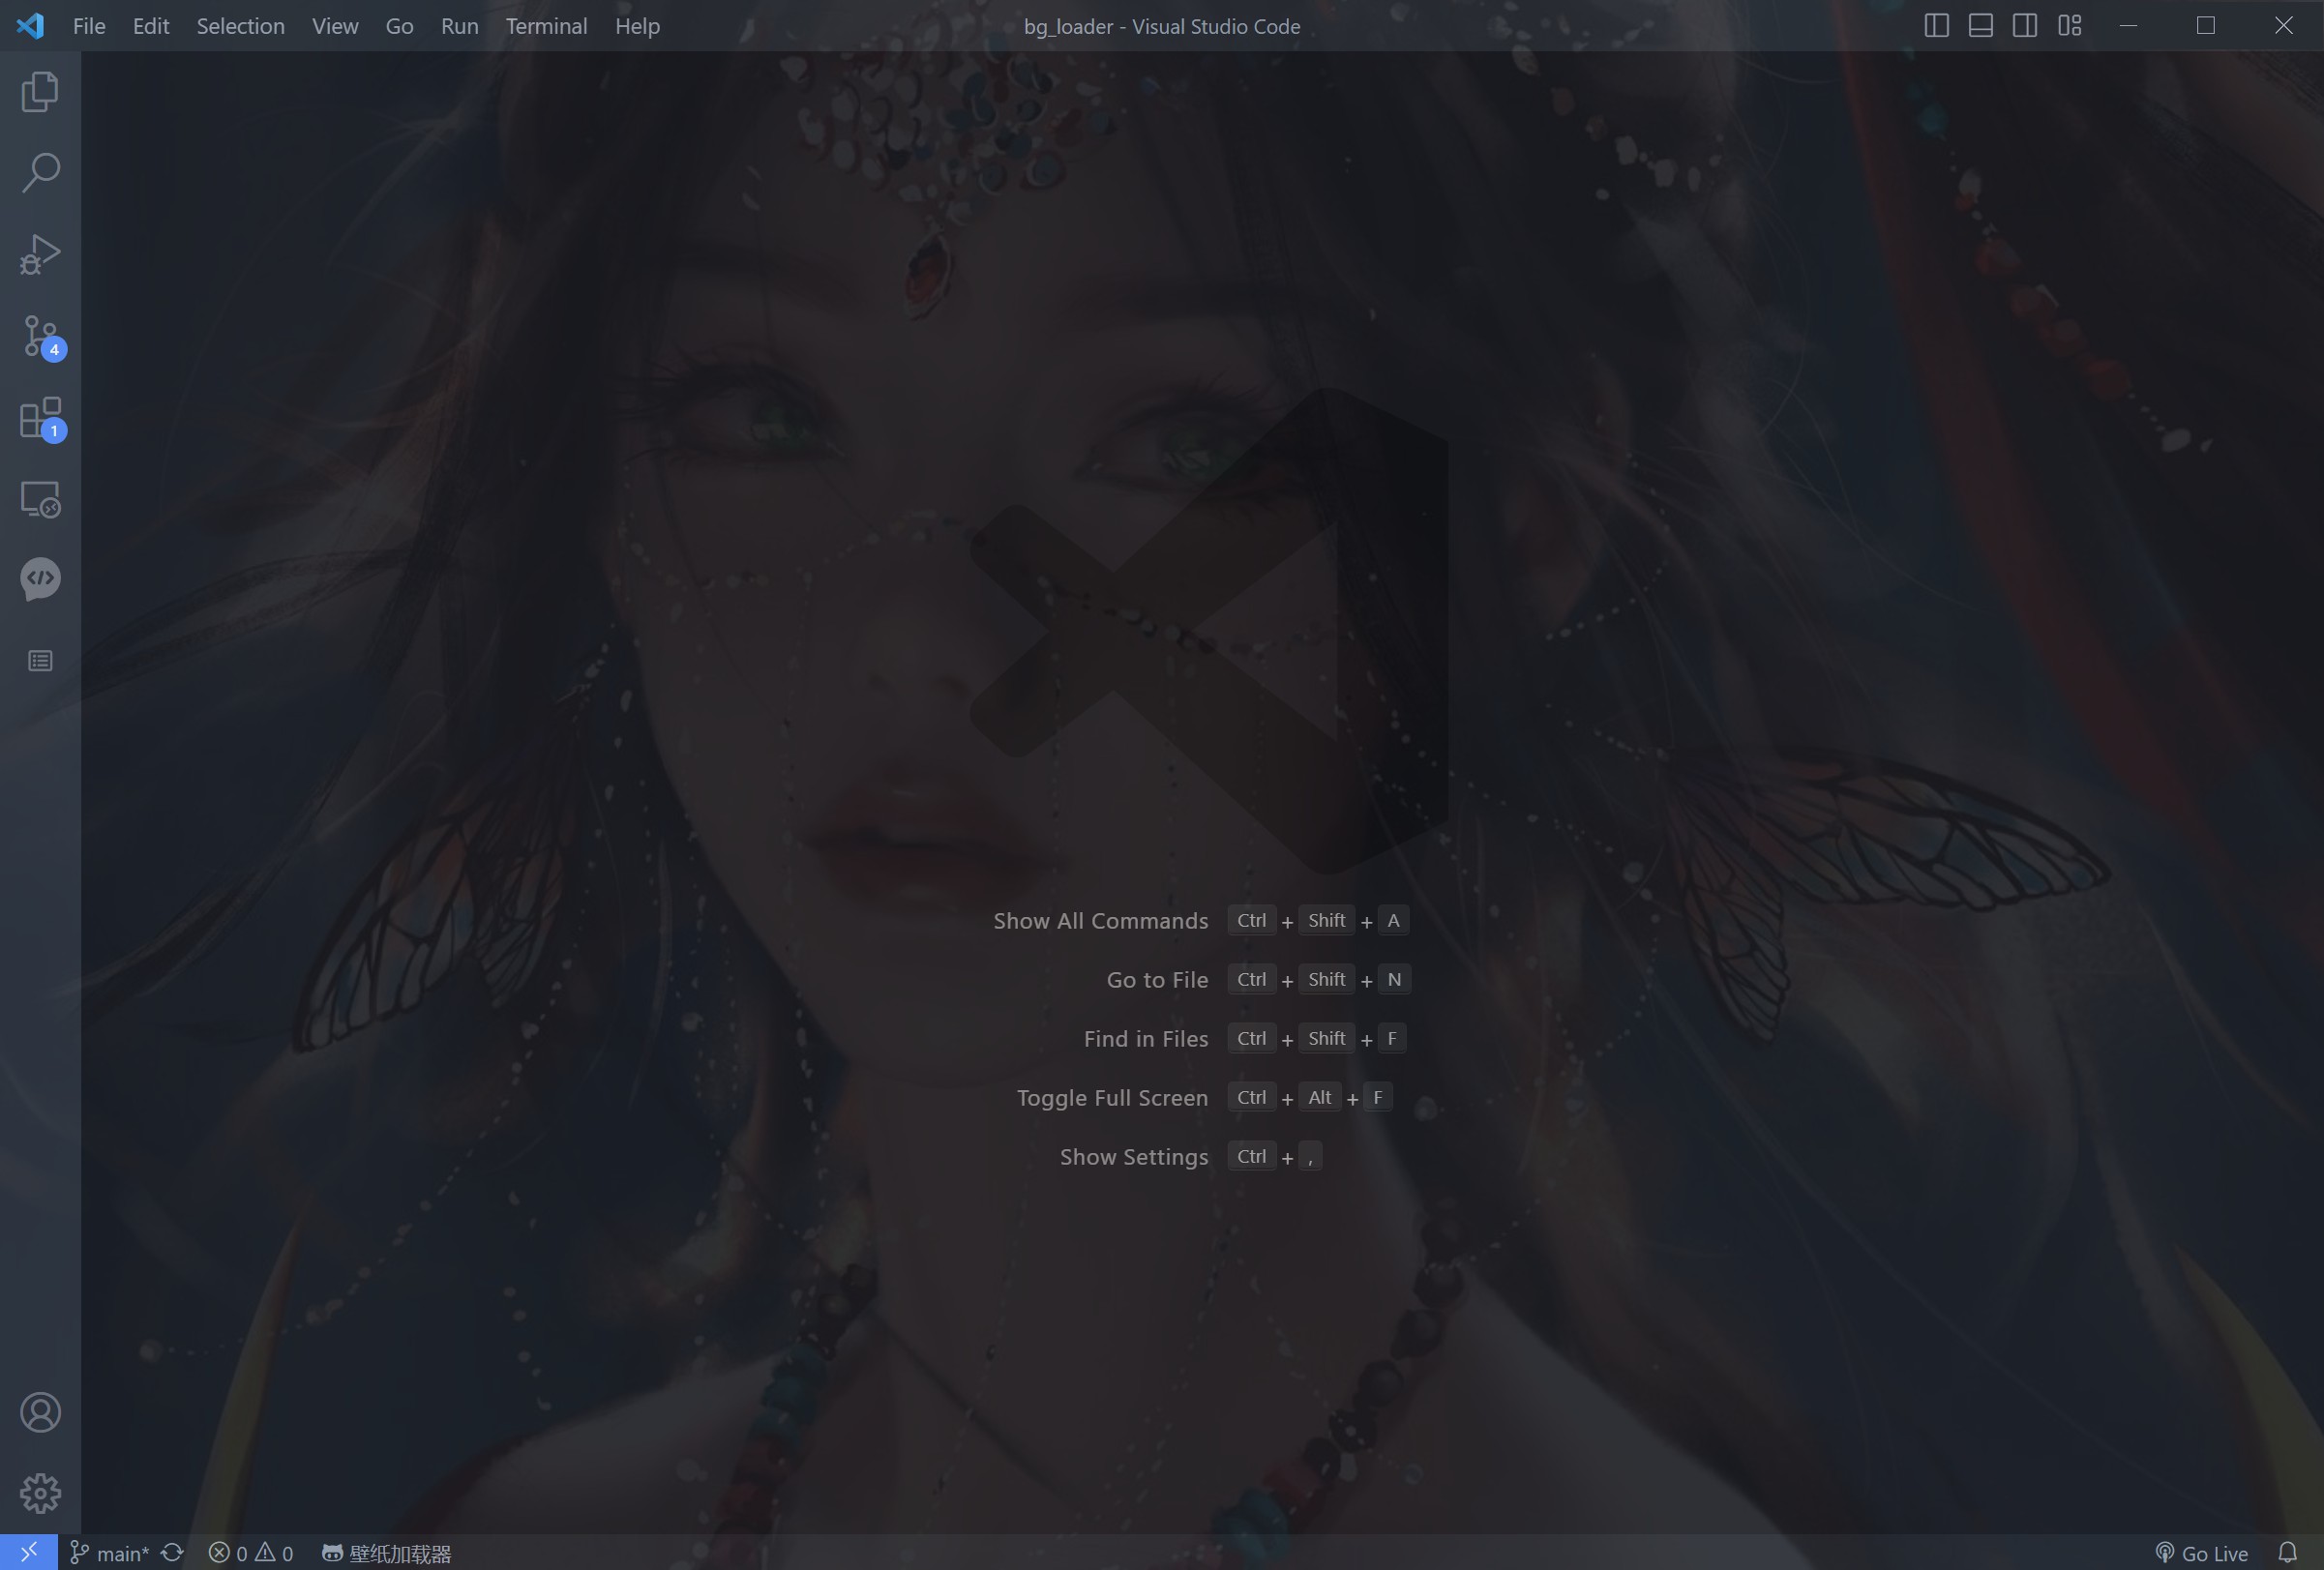 File Edit Selection View Go Run Terminal Help bg_loader - Visual Studio Code
4
1
Show All Commands Ctrl + Shift + A
Go to File Ctrl + Shift + N
Find in Files Ctrl + Shift + F
Toggle Full Screen Ctrl + Alt + F
Show Settings Ctrl + ,
main* 0 0 壁纸加载器 Go Live